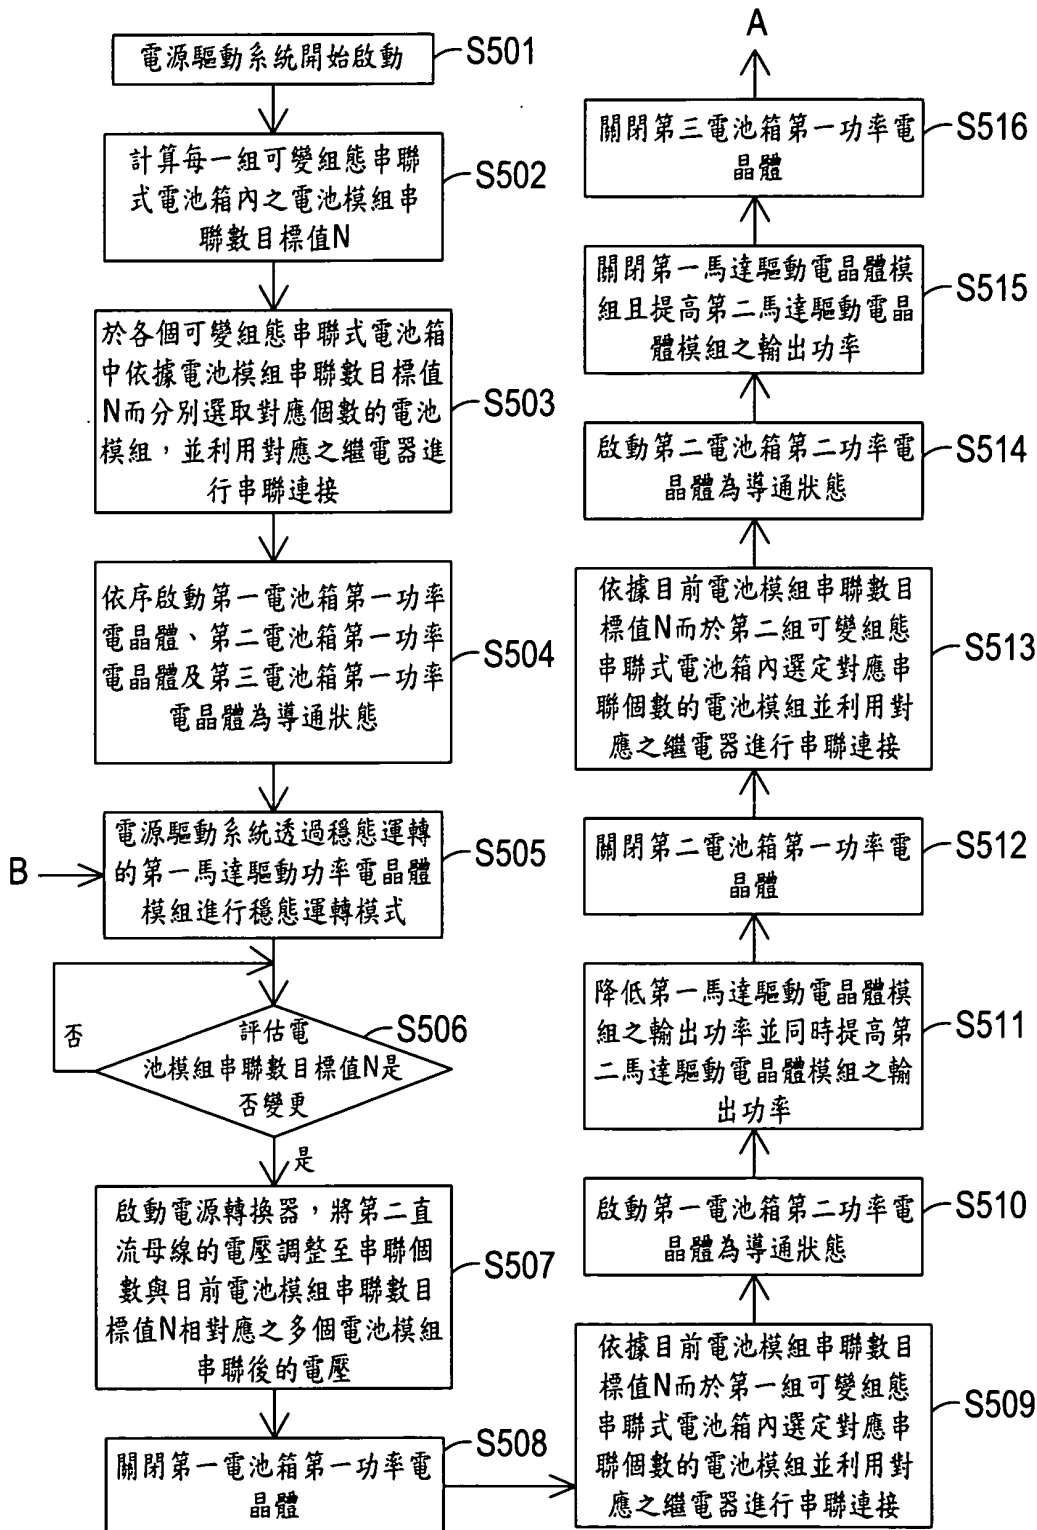 電源驅動系統開始啟動
S501
計算每一組可變組態串聯
式電池箱內之電池模組串
聯數目標值N
S502
於各個可變組態串聯式電池箱
中依據電池模組串聯數目標值
N而分別選取對應個數的電池
模組，並利用對應之繼電器進
行串聯連接
S503
依序啟動第一電池箱第一功率
電晶體、第二電池箱第一功率
電晶體及第三電池箱第一功率
電晶體為導通狀態
S504
B
電源驅動系統透過穩態運轉
的第一馬達驅動功率電晶體
模組進行穩態運轉模式
S505
否
評估電
池模組串聯數目標值N是
否變更
S506
是
啟動電源轉換器，將第二直
流母線的電壓調整至串聯個
數與目前電池模組串聯數目
標值N相對應之多個電池模組
串聯後的電壓
S507
關閉第一電池箱第一功率電
晶體
S508
依據目前電池模組串聯數目
標值N而於第一組可變組態
串聯式電池箱內選定對應串
聯個數的電池模組並利用對
應之繼電器進行串聯連接
S509
啟動第一電池箱第二功率電
晶體為導通狀態
S510
降低第一馬達驅動電晶體模
組之輸出功率並同時提高第
二馬達驅動電晶體模組之輸
出功率
S511
關閉第二電池箱第一功率電
晶體
S512
依據目前電池模組串聯數目
標值N而於第二組可變組態
串聯式電池箱內選定對應串
聯個數的電池模組並利用對
應之繼電器進行串聯連接
S513
啟動第二電池箱第二功率電
晶體為導通狀態
S514
關閉第一馬達驅動電晶體模
組且提高第二馬達驅動電晶
體模組之輸出功率
S515
關閉第三電池箱第一功率電
晶體
S516
A